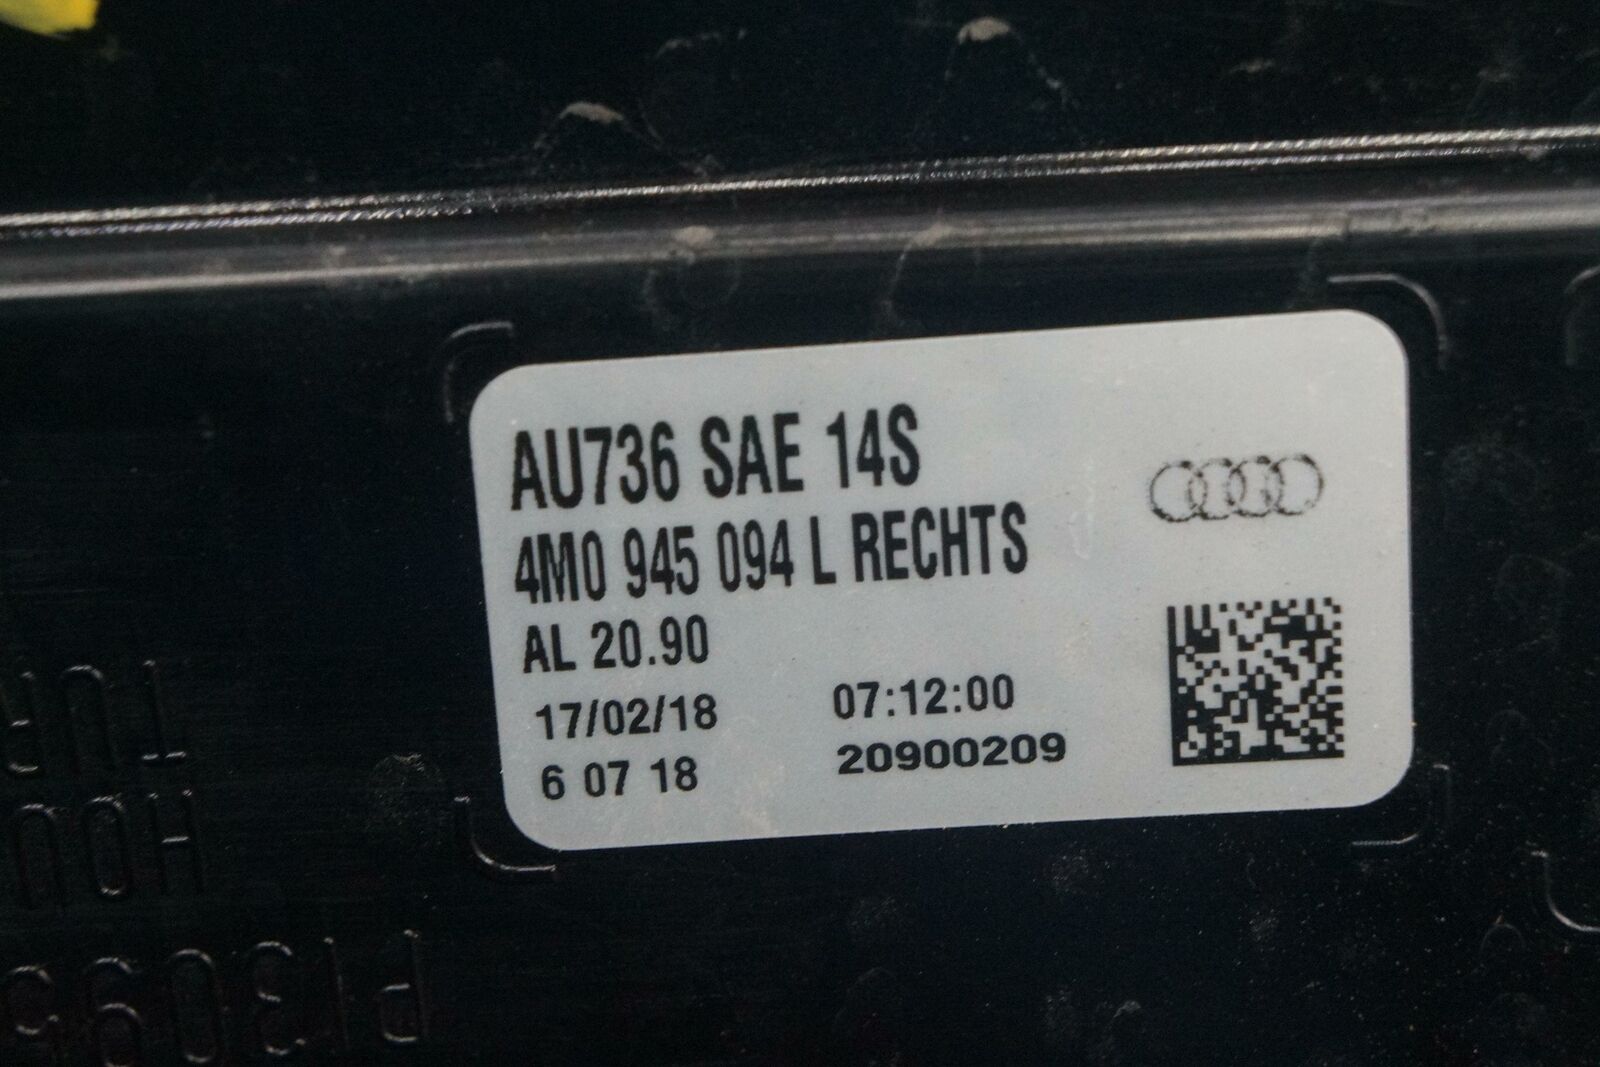 AU736 SAE 14S
4M0 945 094 L RECHTS
AL 20.90
17/02/18 07:12:00
6 07 18 20900209